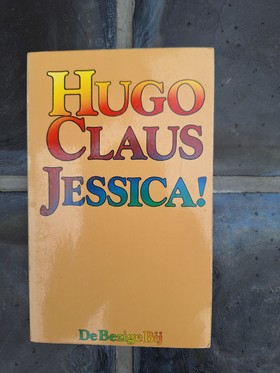 HUGO
CLAUS
JESSICA!
De Bezige Bij